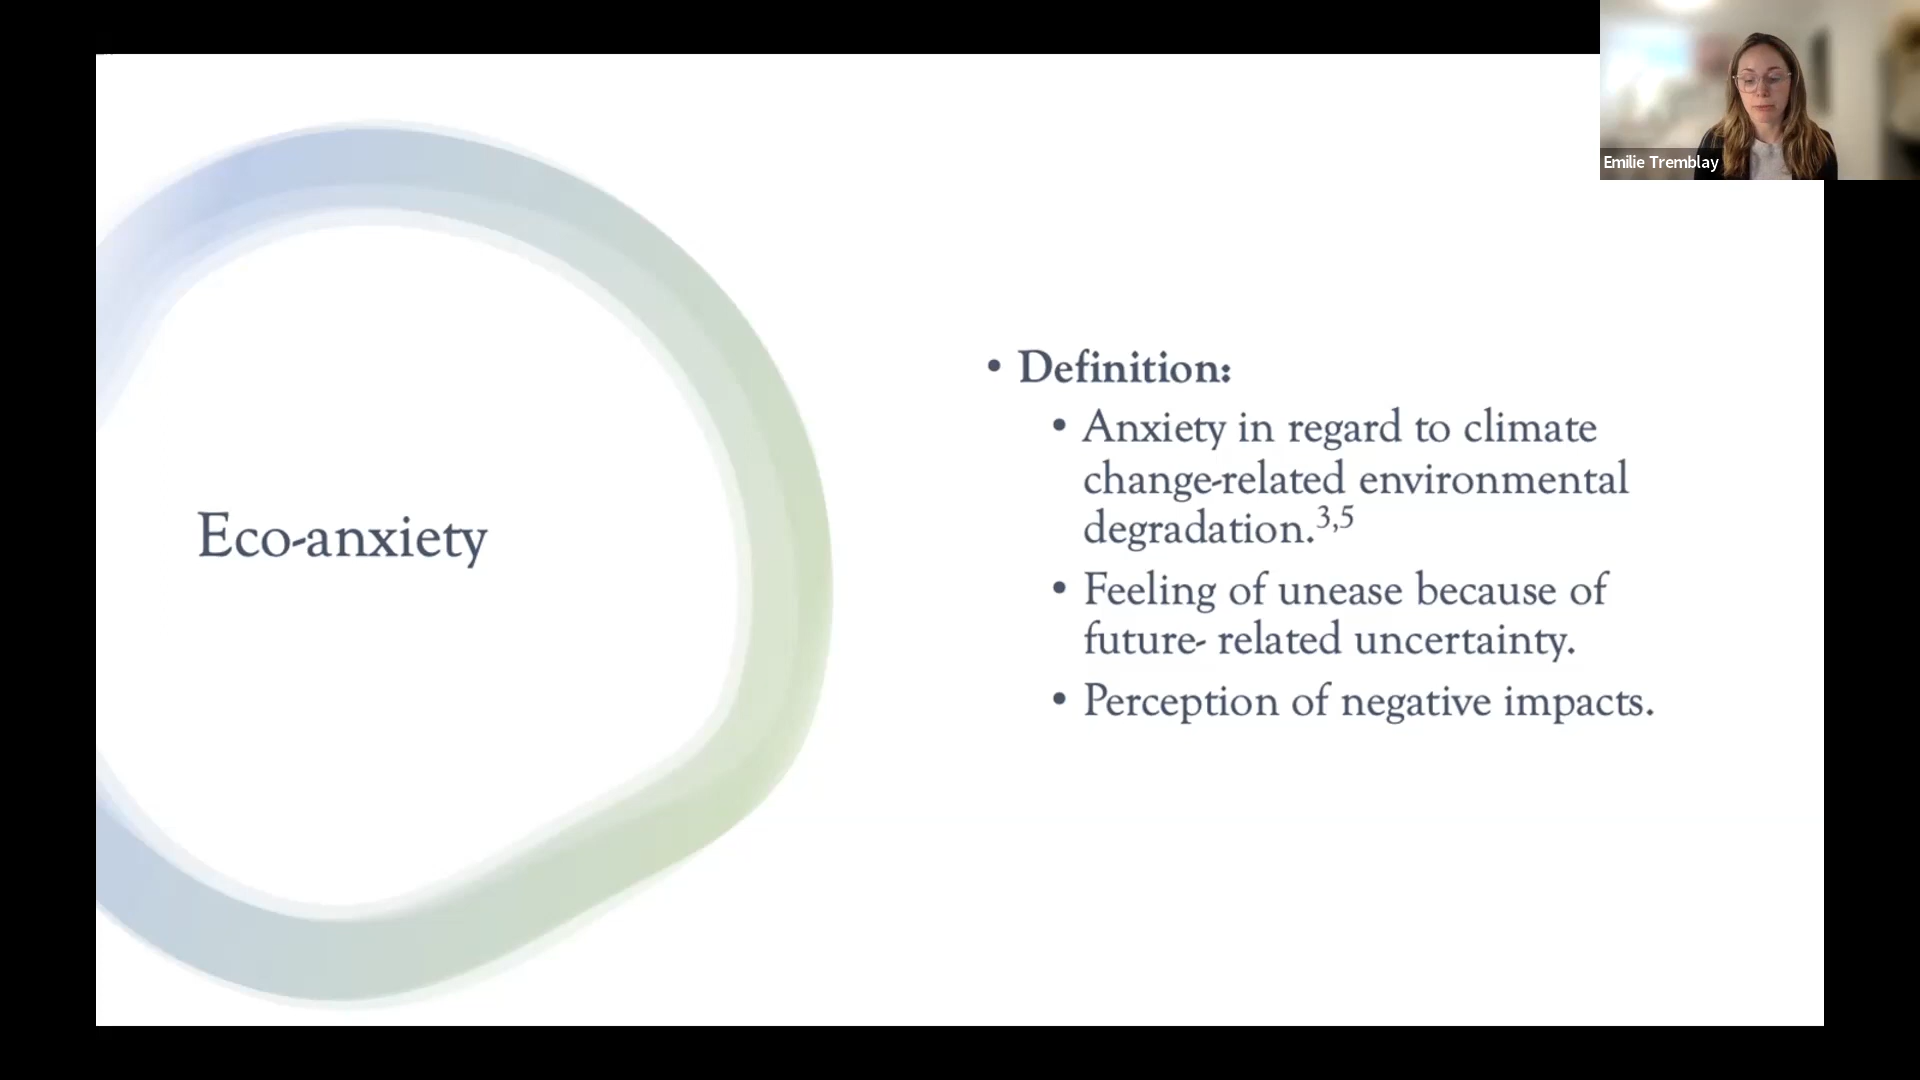 Emilie Tremblay
Eco-anxiety
• Definition:
• Anxiety in regard to climate
change-related environmental
degradation.3,5
• Feeling of unease because of
future- related uncertainty.
• Perception of negative impacts.